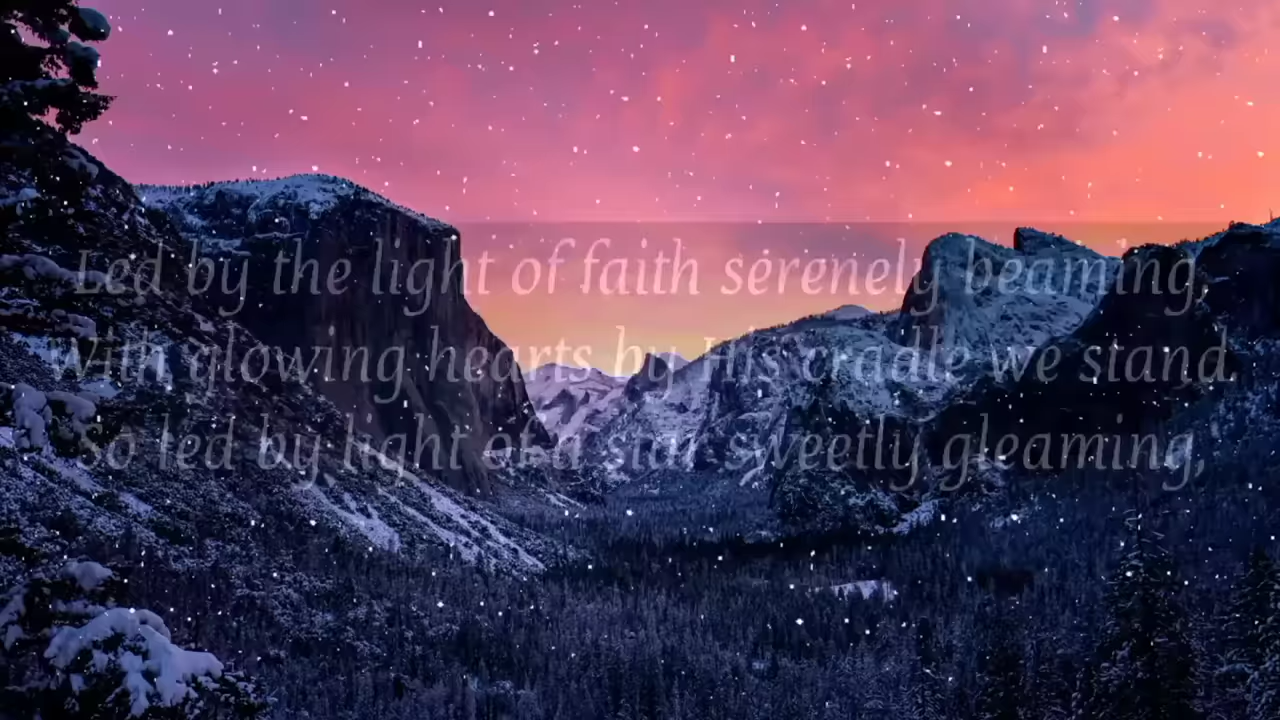 Led by the light of faith serenely beaming,
With glowing hearts by His cradle we stand.
So led by light of a star sweetly gleaming,